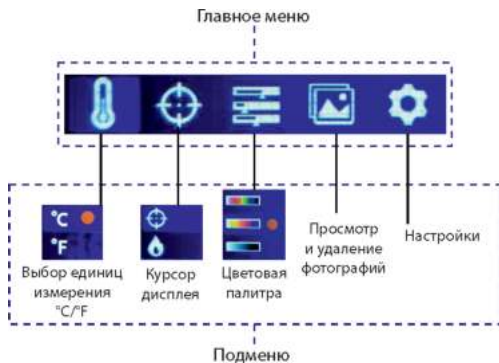 Главное меню
°C
°F
Выбор единиц
измерения
°C/°F
Курсор
дисплея
Цветовая
палитра
Просмотр
и удаление
фотографий
Настройки
Подменю